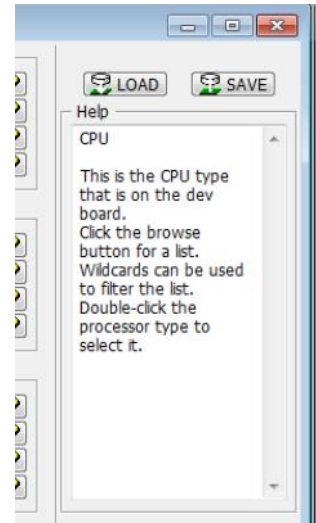 LOAD SAVE
Help
CPU
This is the CPU type
that is on the dev
board.
Click the browse
button for a list.
Wildcards can be used
to filter the list.
Double-click the
processor type to
select it.